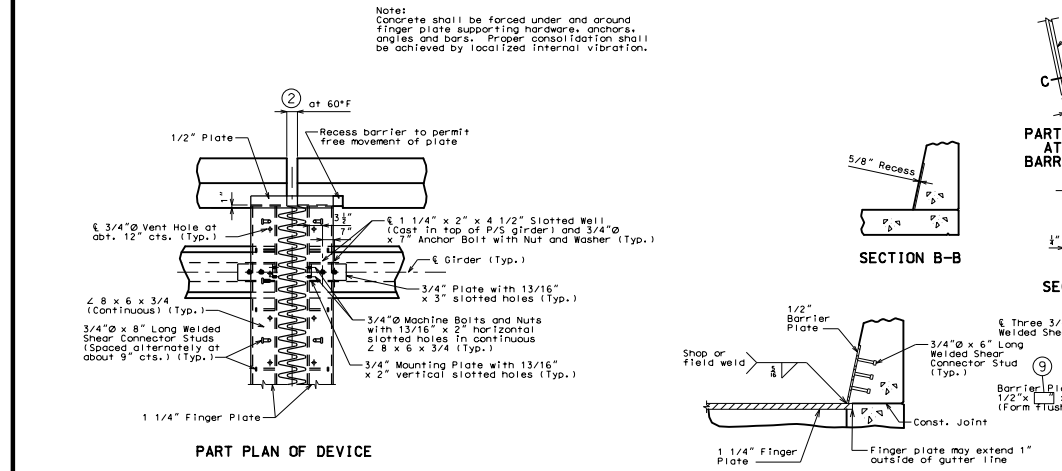 Note:
Concrete shall be forced under and around
finger plate supporting hardware, anchors,
angles and bars.  Proper consolidation shall
be achieved by localized internal vibration.
2
at 60°F
1/2" Plate
Recess barrier to permit
free movement of plate
1"
3 1/2"
7"
℄ 3/4"Ø Vent Hole at
abt. 12" cts. (Typ.)
℄ 1 1/4" x 2" x 4 1/2" Slotted Well
(Cast in top of P/S girder) and 3/4"Ø
x 7" Anchor Bolt with Nut and Washer (Typ.)
℄ Girder (Typ.)
3/4" Plate with 13/16"
x 3" slotted holes (Typ.)
∠ 8 x 6 x 3/4
(Continuous) (Typ.)
3/4"Ø Machine Bolts and Nuts
with 13/16" x 2" horizontal
slotted holes in continuous
∠ 8 x 6 x 3/4 (Typ.)
3/4"Ø x 8" Long Welded
Shear Connector Studs
(Spaced alternately at
about 9" cts.) (Typ.)
3/4" Mounting Plate with 13/16"
x 2" vertical slotted holes (Typ.)
1 1/4" Finger Plate
PART PLAN OF DEVICE
5/8" Recess
SECTION B-B
1/2"
Barrier
Plate
3/4"Ø x 6" Long
Welded Shear
Connector Stud
(Typ.)
Shop or
field weld
Const. Joint
1 1/4" Finger
Plate
Finger plate may extend 1"
outside of gutter line
C
PART
AT
BARR
1/4"
SE
℄ Three 3/
Welded She
9
Barrier Pla
1/2"x
(Form flus